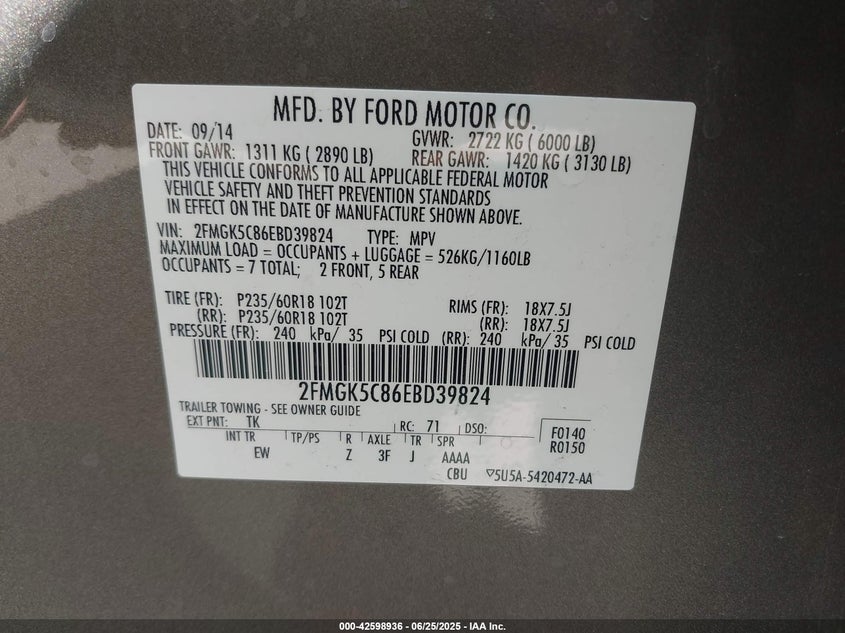 MFD. BY FORD MOTOR CO.
DATE: 09/14 GVWR: 2722 KG ( 6000 LB)
FRONT GAWR: 1311 KG ( 2890 LB) REAR GAWR: 1420 KG ( 3130 LB)
THIS VEHICLE CONFORMS TO ALL APPLICABLE FEDERAL MOTOR
VEHICLE SAFETY AND THEFT PREVENTION STANDARDS
IN EFFECT ON THE DATE OF MANUFACTURE SHOWN ABOVE.
VIN: 2FMGK5C86EBD39824 TYPE: MPV
MAXIMUM LOAD = OCCUPANTS + LUGGAGE = 526KG/1160LB
OCCUPANTS = 7 TOTAL; 2 FRONT, 5 REAR
TIRE (FR): P235/60R18 102T RIMS (FR): 18X7.5J
(RR): P235/60R18 102T (RR): 18X7.5J
PRESSURE (FR): 240 kPa/ 35 PSI COLD (RR): 240 kPa/ 35 PSI COLD
2FMGK5C86EBD39824
TRAILER TOWING - SEE OWNER GUIDE
EXT PNT: TK RC: 71 DSO: F0140
INT TR TP/PS R AXLE TR SPR R0150
EW Z 3F J AAAA
CBU 5U5A-5420472-AA
000-42598936 - 06/25/2025 - IAA Inc.